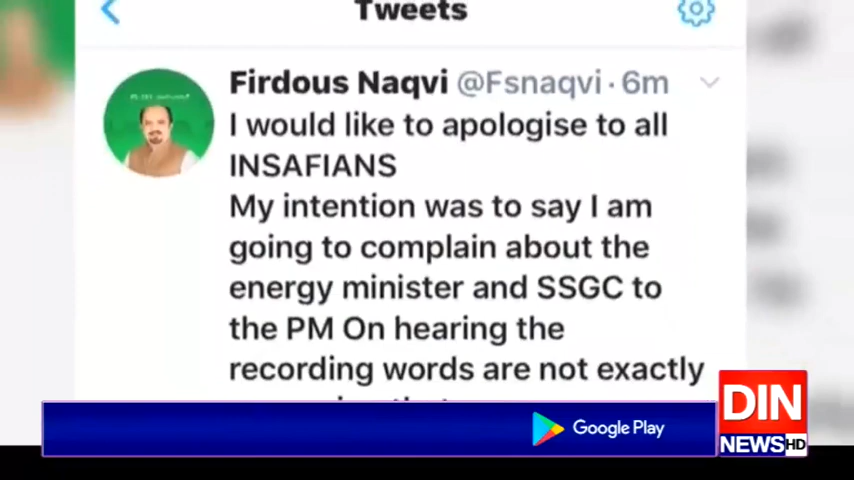 Tweets
Firdous Naqvi @Fsnaqvi · 6m
I would like to apologise to all
INSAFIANS
My intention was to say I am
going to complain about the
energy minister and SSGC to
the PM On hearing the
recording words are not exactly
Google Play
DIN
NEWS HD